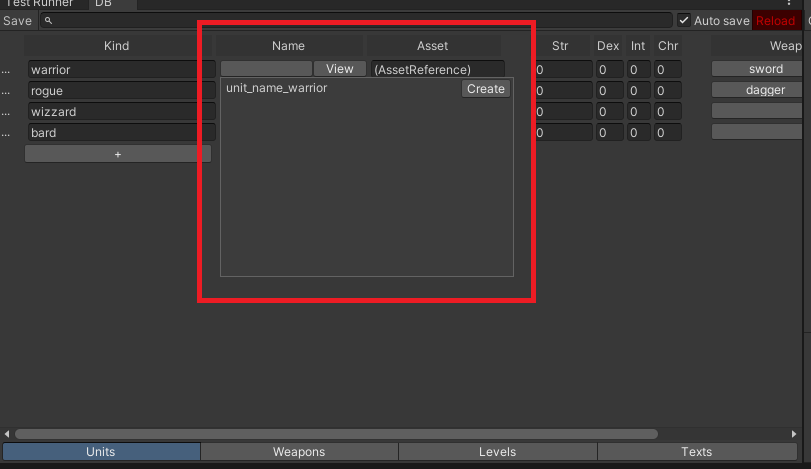 Test Runner DB
Save Auto save Reload
Kind Name Asset Str Dex Int Chr Weap
... warrior View (AssetReference) 0 0 0 0 sword
... rogue unit_name_warrior Create 0 0 0 0 dagger
... wizzard 0 0 0 0
... bard 0 0 0 0
+
Units Weapons Levels Texts